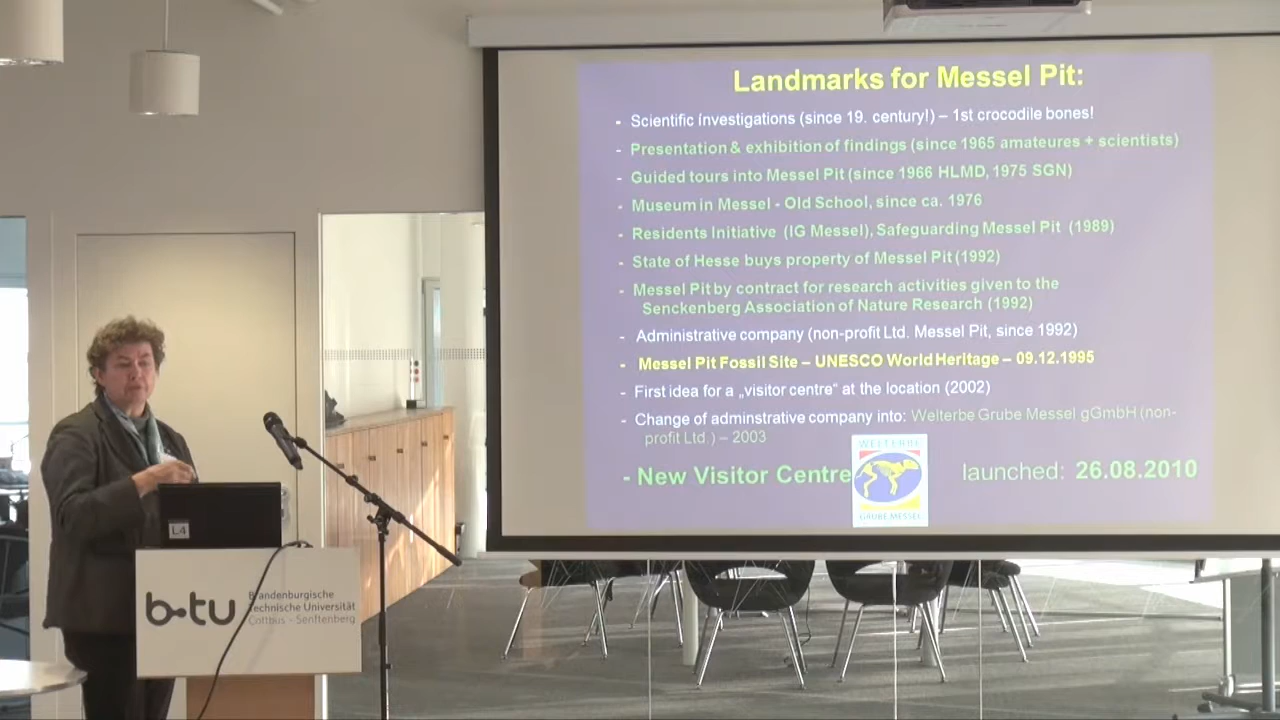 Landmarks for Messel Pit:
- Scientific investigations (since 19. century!) – 1st crocodile bones!
- Presentation & exhibition of findings (since 1965 amateures + scientists)
- Guided tours into Messel Pit (since 1966 HLMD, 1975 SGN)
- Museum in Messel - Old School, since ca. 1976
- Residents Initiative (IG Messel), Safeguarding Messel Pit (1989)
- State of Hesse buys property of Messel Pit (1992)
- Messel Pit by contract for research activities given to the
Senckenberg Association of Nature Research (1992)
- Administrative company (non-profit Ltd. Messel Pit, since 1992)
- Messel Pit Fossil Site – UNESCO World Heritage – 09.12.1995
- First idea for a „visitor centre“ at the location (2002)
- Change of adminstrative company into: Welterbe Grube Messel gGmbH (non-
profit Ltd.) – 2003
- New Visitor Centre launched: 26.08.2010
WELTERBE
GRUBE MESSEL
L4
b-tu
Brandenburgische
Technische Universität
Cottbus - Senftenberg